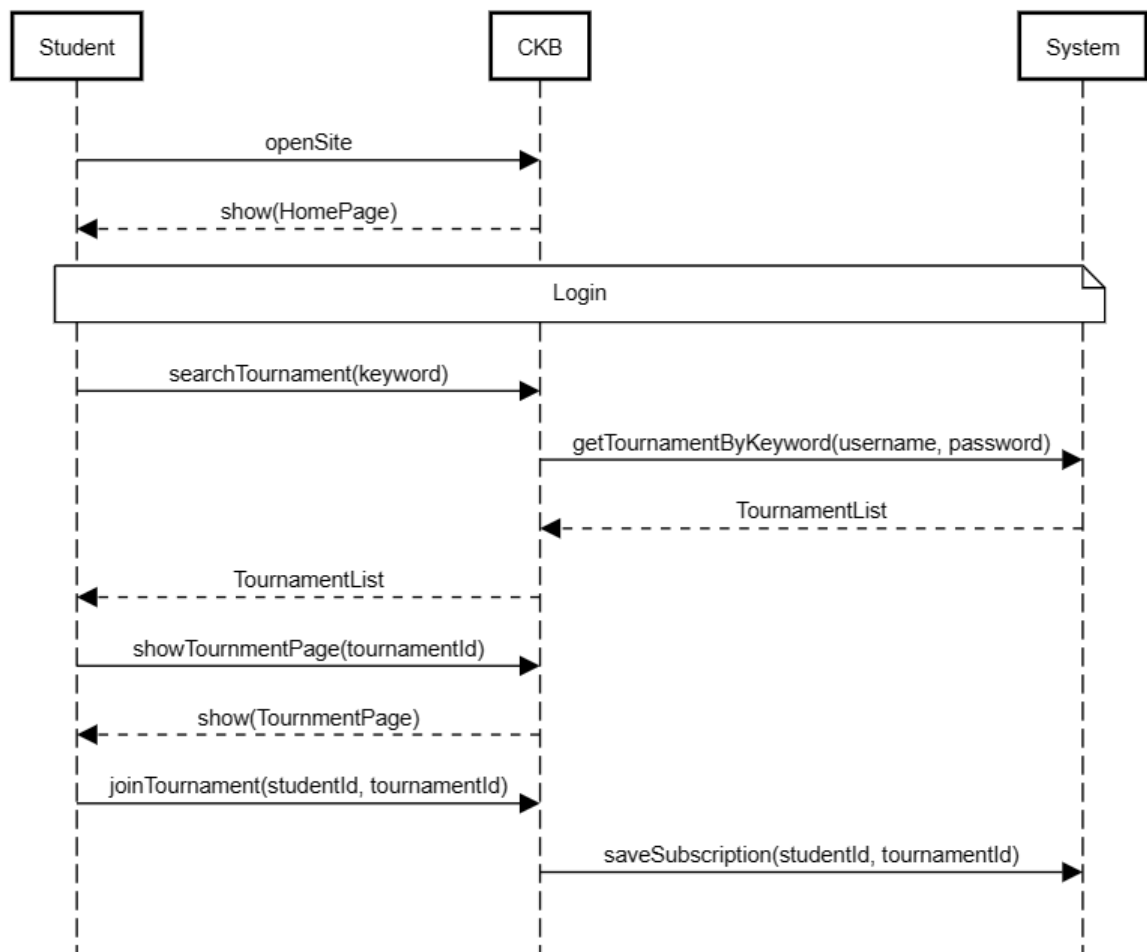 Student
CKB
System
openSite
show(HomePage)
Login
searchTournament(keyword)
getTournamentByKeyword(username, password)
TournamentList
TournamentList
showTournmentPage(tournamentId)
show(TournmentPage)
joinTournament(studentId, tournamentId)
saveSubscription(studentId, tournamentId)